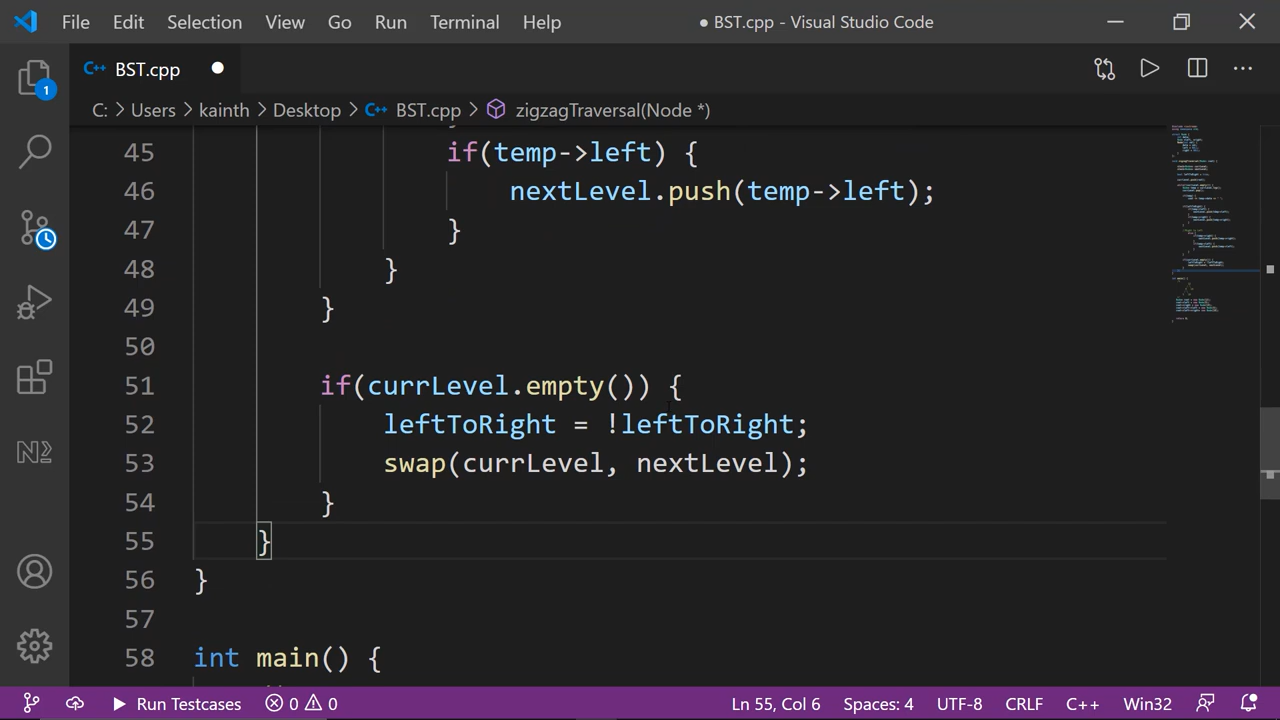 File Edit Selection View Go Run Terminal Help ● BST.cpp - Visual Studio Code
BST.cpp
1
C: > Users > kainth > Desktop > BST.cpp > zigzagTraversal(Node *)
45 if(temp->left) {
46 nextLevel.push(temp->left);
47 }
48 }
49 }
50
51 if(currLevel.empty()) {
52 leftToRight = !leftToRight;
53 swap(currLevel, nextLevel);
54 }
55 }
56 }
57
58 int main() {
Run Testcases 0 0 Ln 55, Col 6 Spaces: 4 UTF-8 CRLF C++ Win32